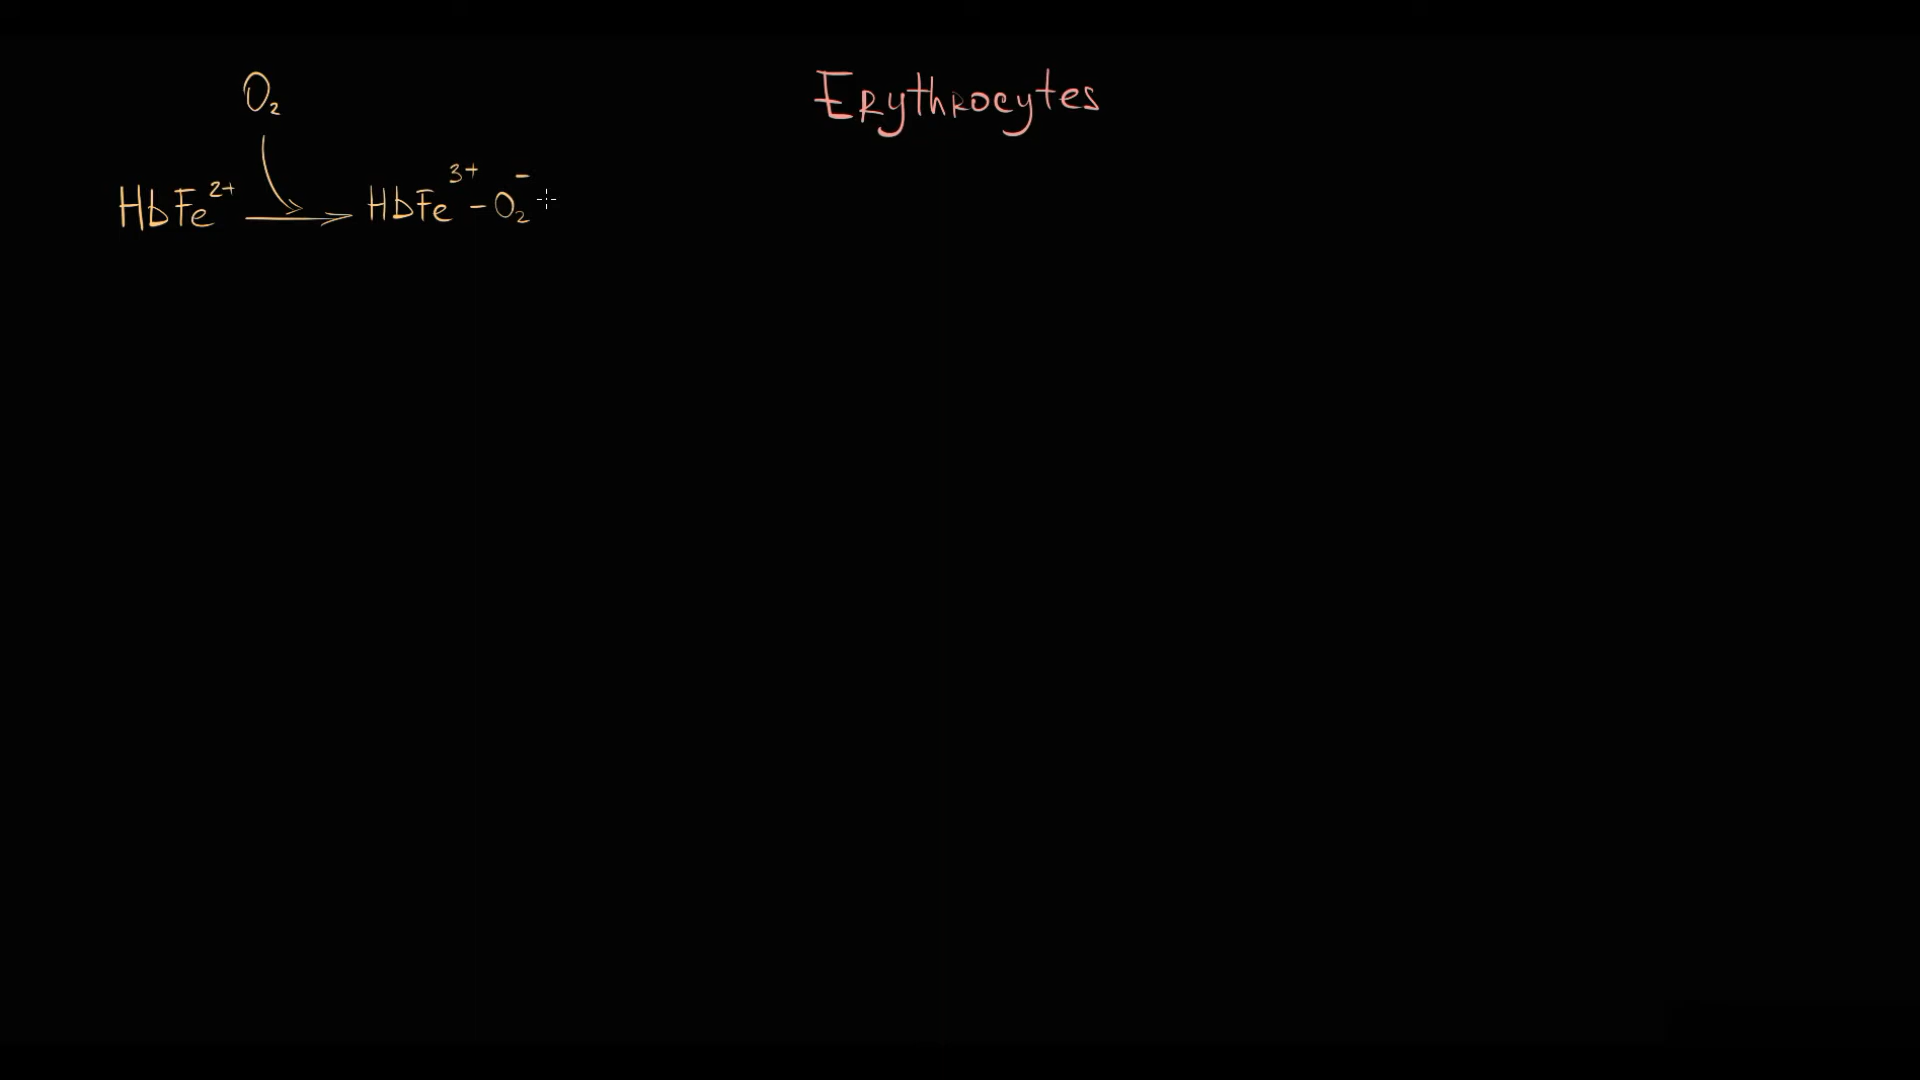 O₂
Erythrocytes
HbFe²⁺ → HbFe³⁺-O₂⁻